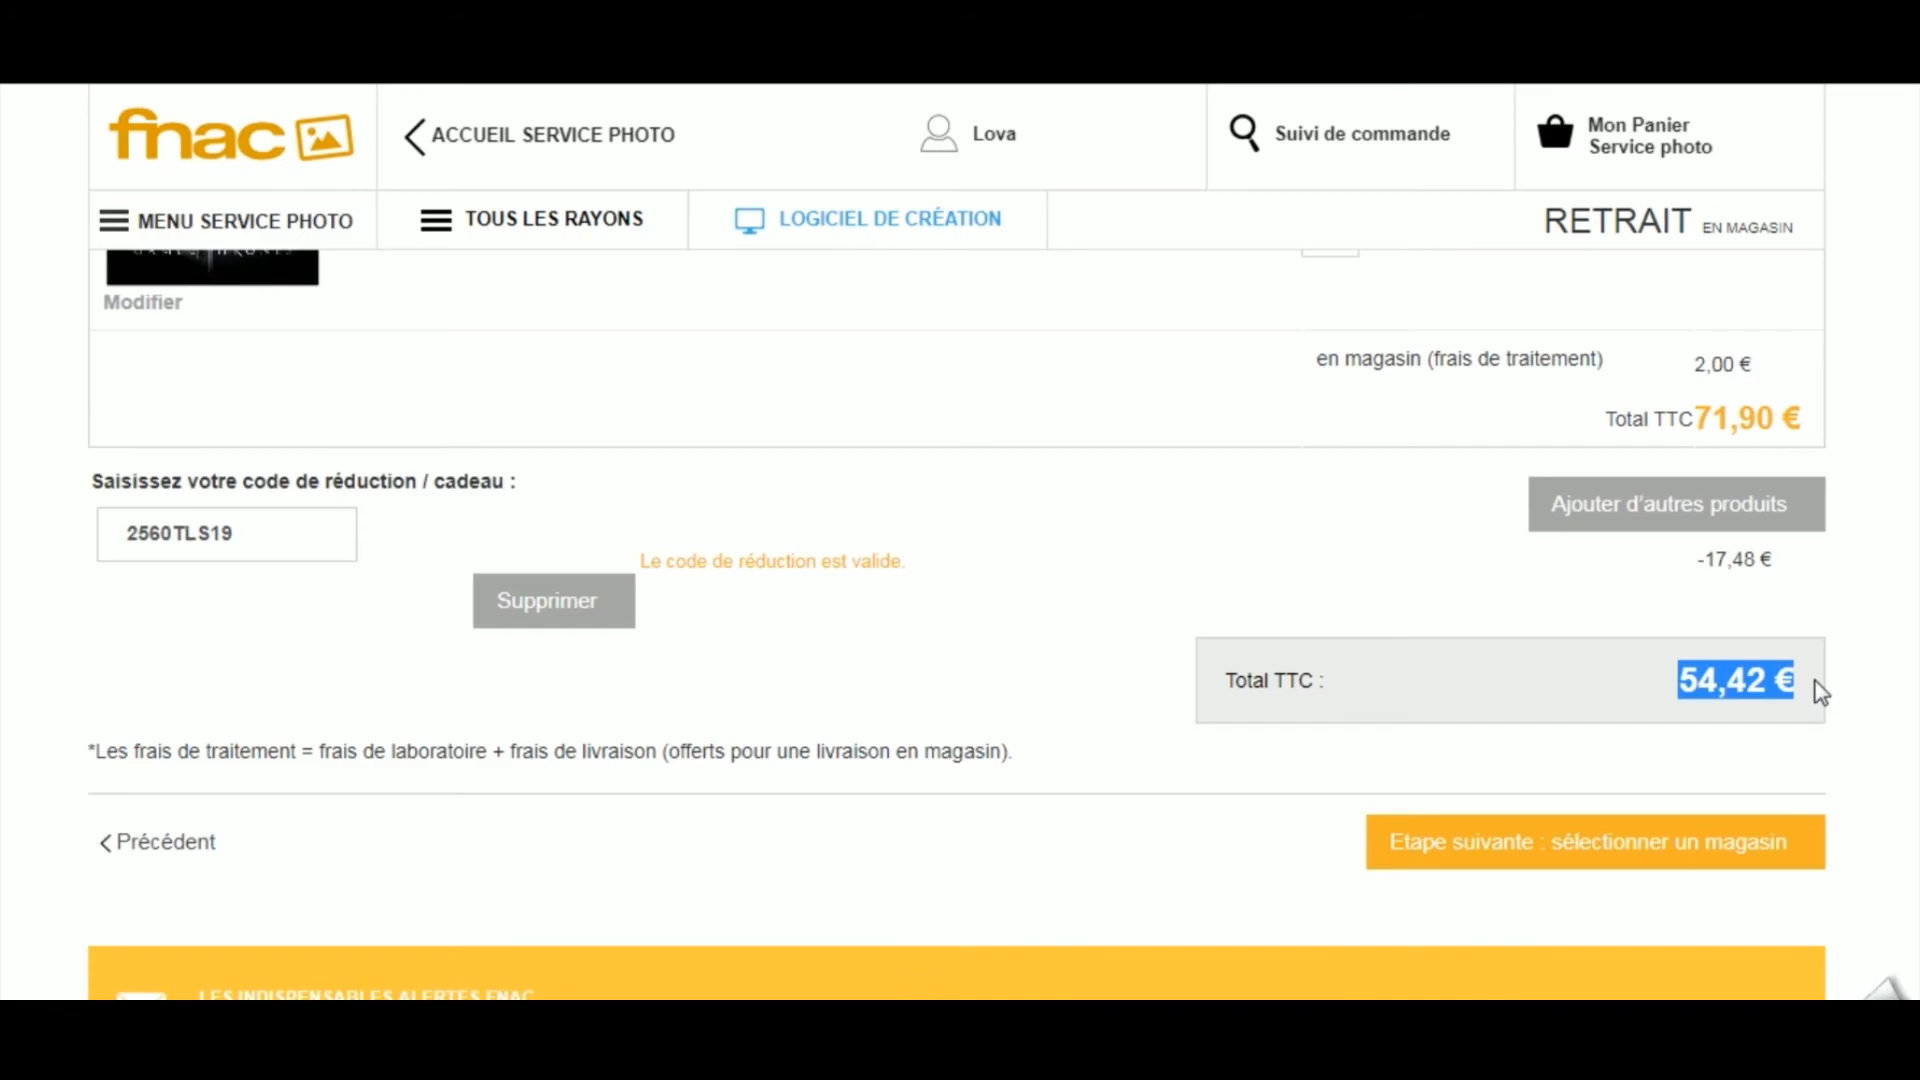 fnac
ACCUEIL SERVICE PHOTO
Lova
Suivi de commande
Mon Panier
Service photo
MENU SERVICE PHOTO
TOUS LES RAYONS
LOGICIEL DE CRÉATION
RETRAIT EN MAGASIN
Modifier
en magasin (frais de traitement)
2,00 €
Total TTC 71,90 €
Saisissez votre code de réduction / cadeau :
Ajouter d'autres produits
2560TLS19
Le code de réduction est valide.
-17,48 €
Supprimer
Total TTC :
54,42 €
*Les frais de traitement = frais de laboratoire + frais de livraison (offerts pour une livraison en magasin).
Précédent
Etape suivante : sélectionner un magasin
LES INDISPENSABLES ALERTES FNAC